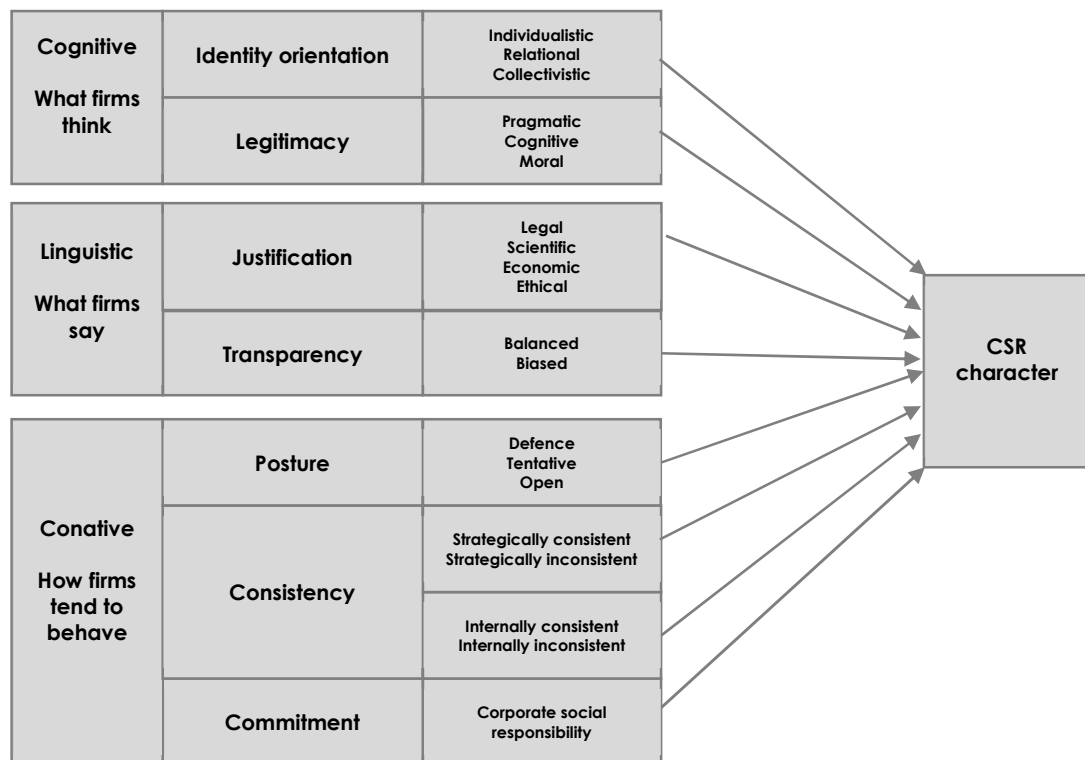 Cognitive
What firms
think
Identity orientation
Individualistic
Relational
Collectivistic
Legitimacy
Pragmatic
Cognitive
Moral
Linguistic
What firms
say
Justification
Legal
Scientific
Economic
Ethical
Transparency
Balanced
Biased
Conative
How firms
tend to
behave
Posture
Defence
Tentative
Open
Consistency
Strategically consistent
Strategically inconsistent
Internally consistent
Internally inconsistent
Commitment
Corporate social
responsibility
CSR
character